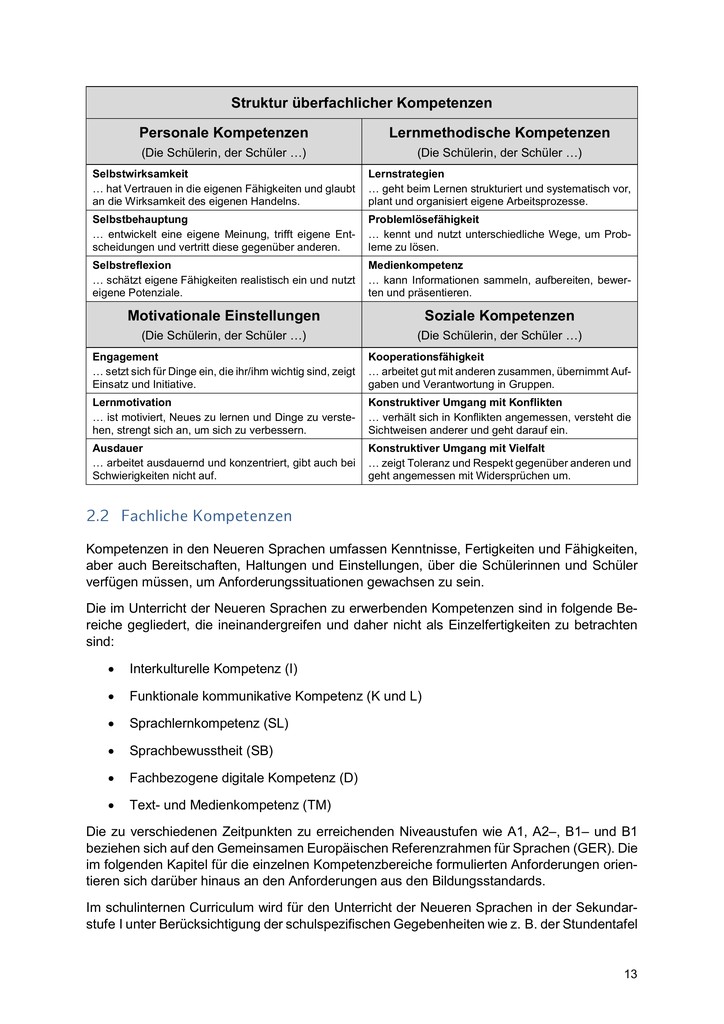 Struktur überfachlicher Kompetenzen
Personale Kompetenzen
(Die Schülerin, der Schüler …)
Lernmethodische Kompetenzen
(Die Schülerin, der Schüler …)
Selbstwirksamkeit
… hat Vertrauen in die eigenen Fähigkeiten und glaubt
an die Wirksamkeit des eigenen Handelns.
Lernstrategien
… geht beim Lernen strukturiert und systematisch vor,
plant und organisiert eigene Arbeitsprozesse.
Selbstbehauptung
… entwickelt eine eigene Meinung, trifft eigene Ent-
scheidungen und vertritt diese gegenüber anderen.
Problemlösefähigkeit
… kennt und nutzt unterschiedliche Wege, um Prob-
leme zu lösen.
Selbstreflexion
… schätzt eigene Fähigkeiten realistisch ein und nutzt
eigene Potenziale.
Medienkompetenz
… kann Informationen sammeln, aufbereiten, bewer-
ten und präsentieren.
Motivationale Einstellungen
(Die Schülerin, der Schüler …)
Soziale Kompetenzen
(Die Schülerin, der Schüler …)
Engagement
… setzt sich für Dinge ein, die ihr/ihm wichtig sind, zeigt
Einsatz und Initiative.
Kooperationsfähigkeit
… arbeitet gut mit anderen zusammen, übernimmt Auf-
gaben und Verantwortung in Gruppen.
Lernmotivation
… ist motiviert, Neues zu lernen und Dinge zu verste-
hen, strengt sich an, um sich zu verbessern.
Konstruktiver Umgang mit Konflikten
… verhält sich in Konflikten angemessen, versteht die
Sichtweisen anderer und geht darauf ein.
Ausdauer
… arbeitet ausdauernd und konzentriert, gibt auch bei
Schwierigkeiten nicht auf.
Konstruktiver Umgang mit Vielfalt
… zeigt Toleranz und Respekt gegenüber anderen und
geht angemessen mit Widersprüchen um.
2.2 Fachliche Kompetenzen
Kompetenzen in den Neueren Sprachen umfassen Kenntnisse, Fertigkeiten und Fähigkeiten,
aber auch Bereitschaften, Haltungen und Einstellungen, über die Schülerinnen und Schüler
verfügen müssen, um Anforderungssituationen gewachsen zu sein.
Die im Unterricht der Neueren Sprachen zu erwerbenden Kompetenzen sind in folgende Be-
reiche gegliedert, die ineinandergreifen und daher nicht als Einzelfertigkeiten zu betrachten
sind:
• Interkulturelle Kompetenz (I)
• Funktionale kommunikative Kompetenz (K und L)
• Sprachlernkompetenz (SL)
• Sprachbewusstheit (SB)
• Fachbezogene digitale Kompetenz (D)
• Text- und Medienkompetenz (TM)
Die zu verschiedenen Zeitpunkten zu erreichenden Niveaustufen wie A1, A2–, B1– und B1
beziehen sich auf den Gemeinsamen Europäischen Referenzrahmen für Sprachen (GER). Die
im folgenden Kapitel für die einzelnen Kompetenzbereiche formulierten Anforderungen orien-
tieren sich darüber hinaus an den Anforderungen aus den Bildungsstandards.
Im schulinternen Curriculum wird für den Unterricht der Neueren Sprachen in der Sekundar-
stufe I unter Berücksichtigung der schulspezifischen Gegebenheiten wie z. B. der Stundentafel
13